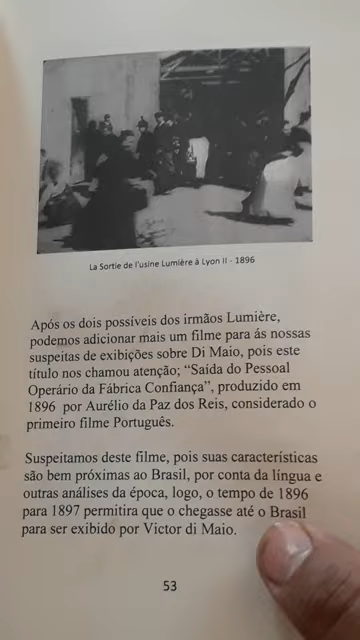 La Sortie de l'usine Lumière à Lyon II - 1896
Após os dois possíveis dos irmãos Lumière,
podemos adicionar mais um filme para ás nossas
suspeitas de exibições sobre Di Maio, pois este
título nos chamou atenção; “Saída do Pessoal
Operário da Fábrica Confiança”, produzido em
1896 por Aurélio da Paz dos Reis, considerado o
primeiro filme Português.
Suspeitamos deste filme, pois suas características
são bem próximas ao Brasil, por conta da língua e
outras análises da época, logo, o tempo de 1896
para 1897 permitira que o chegasse até o Brasil
para ser exibido por Victor di Maio.
53